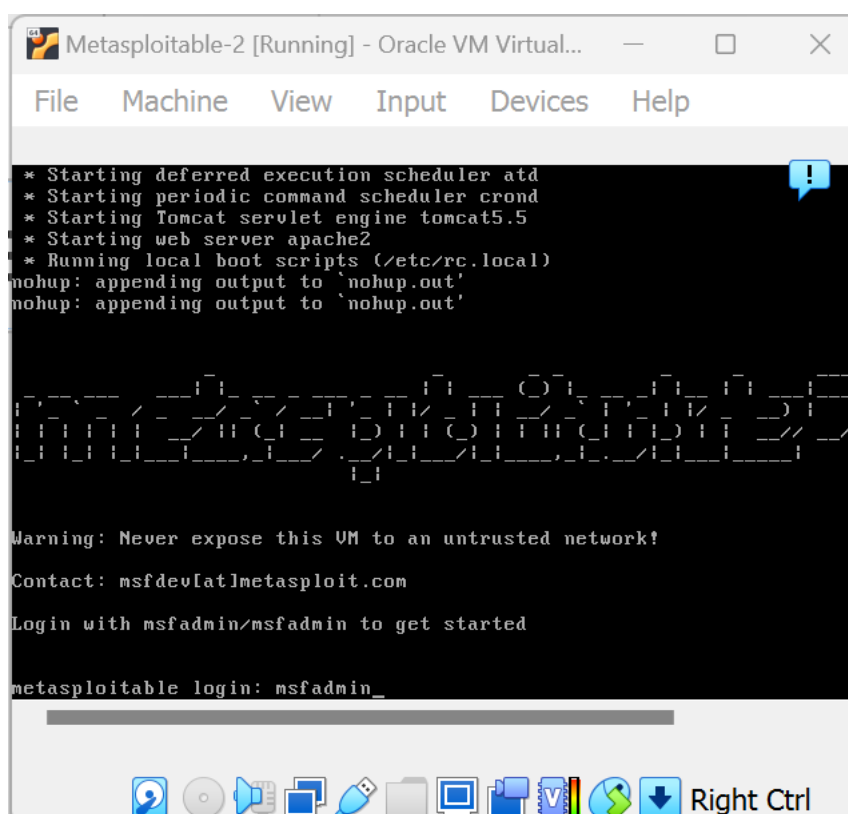 Metasploitable-2 [Running] - Oracle VM Virtual...
File Machine View Input Devices Help
* Starting deferred execution scheduler atd
* Starting periodic command scheduler crond
* Starting Tomcat servlet engine tomcat5.5
* Starting web server apache2
* Running local boot scripts (/etc/rc.local)
nohup: appending output to `nohup.out'
nohup: appending output to `nohup.out'
metasploitable2
Warning: Never expose this VM to an untrusted network!
Contact: msfdev[at]metasploit.com
Login with msfadmin/msfadmin to get started
metasploitable login: msfadmin_
Right Ctrl